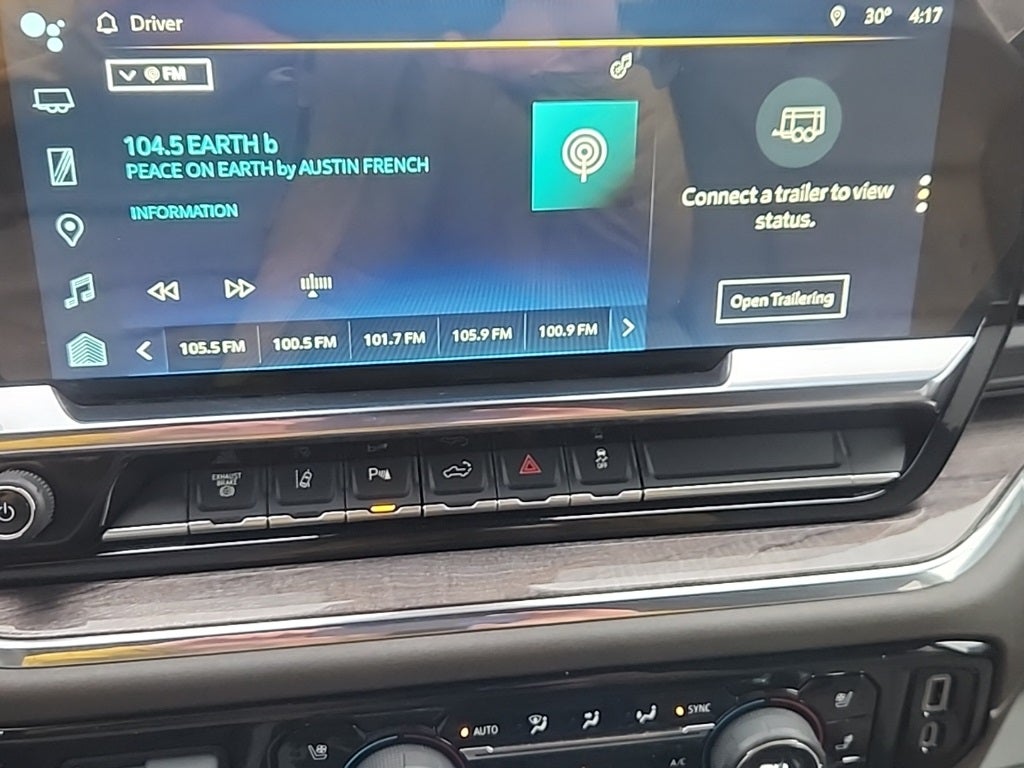 Driver
30° 4:17
FM
104.5 EARTH b
PEACE ON EARTH by AUSTIN FRENCH
INFORMATION
Connect a trailer to view
status.
Open Trailering
105.5 FM 100.5 FM 101.7 FM 105.9 FM 100.9 FM
EXHAUST
BRAKE
P
OFF
AUTO
SYNC
A/C